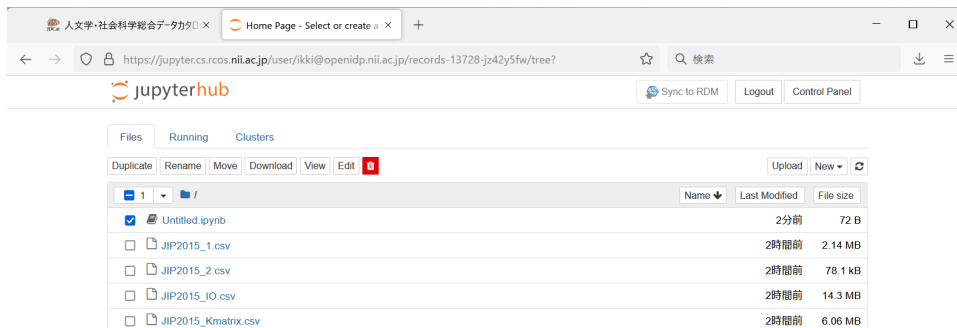 JDCat 人文学・社会科学総合データカタロ ×
Home Page - Select or create a ×
https://jupyter.cs.rcos.nii.ac.jp/user/ikki@openidp.nii.ac.jp/records-13728-jz42y5fw/tree?
検索
jupyterhub
Sync to RDM Logout Control Panel
Files Running Clusters
Duplicate Rename Move Download View Edit
Upload New
1 / Name Last Modified File size
Untitled.ipynb 2分前 72 B
JIP2015_1.csv 2時間前 2.14 MB
JIP2015_2.csv 2時間前 78.1 kB
JIP2015_IO.csv 2時間前 14.3 MB
JIP2015_Kmatrix.csv 2時間前 6.06 MB